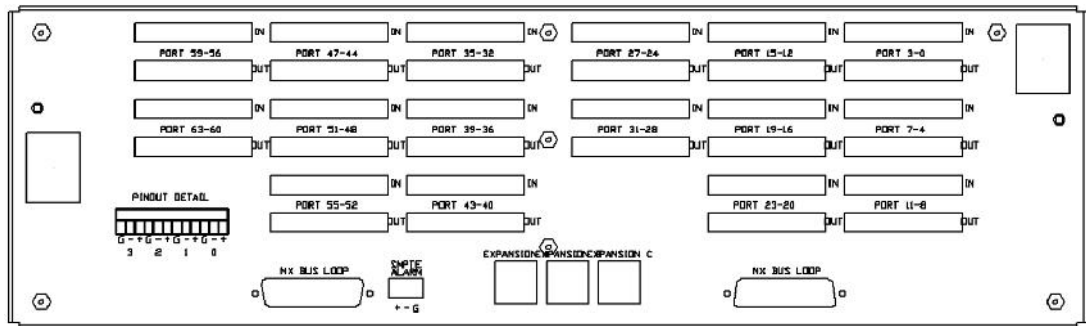 IN IN IN IN IN IN
PORT 59-56 PORT 47-44 PORT 35-32 PORT 27-24 PORT 15-12 PORT 3-0
OUT OUT OUT OUT OUT OUT
IN IN IN IN IN IN
PORT 63-60 PORT 51-48 PORT 39-36 PORT 31-28 PORT 19-16 PORT 7-4
OUT OUT OUT OUT OUT OUT
IN IN IN IN
PINOUT DETAIL PORT 55-52 PORT 43-40 PORT 23-20 PORT 11-8
OUT OUT OUT OUT
G - + G - + G - + G - +
3 2 1 0
EXPANSION EXPANSION EXPANSION C
NX BUS LOOP SMPTE NX BUS LOOP
ALARM
+ - G